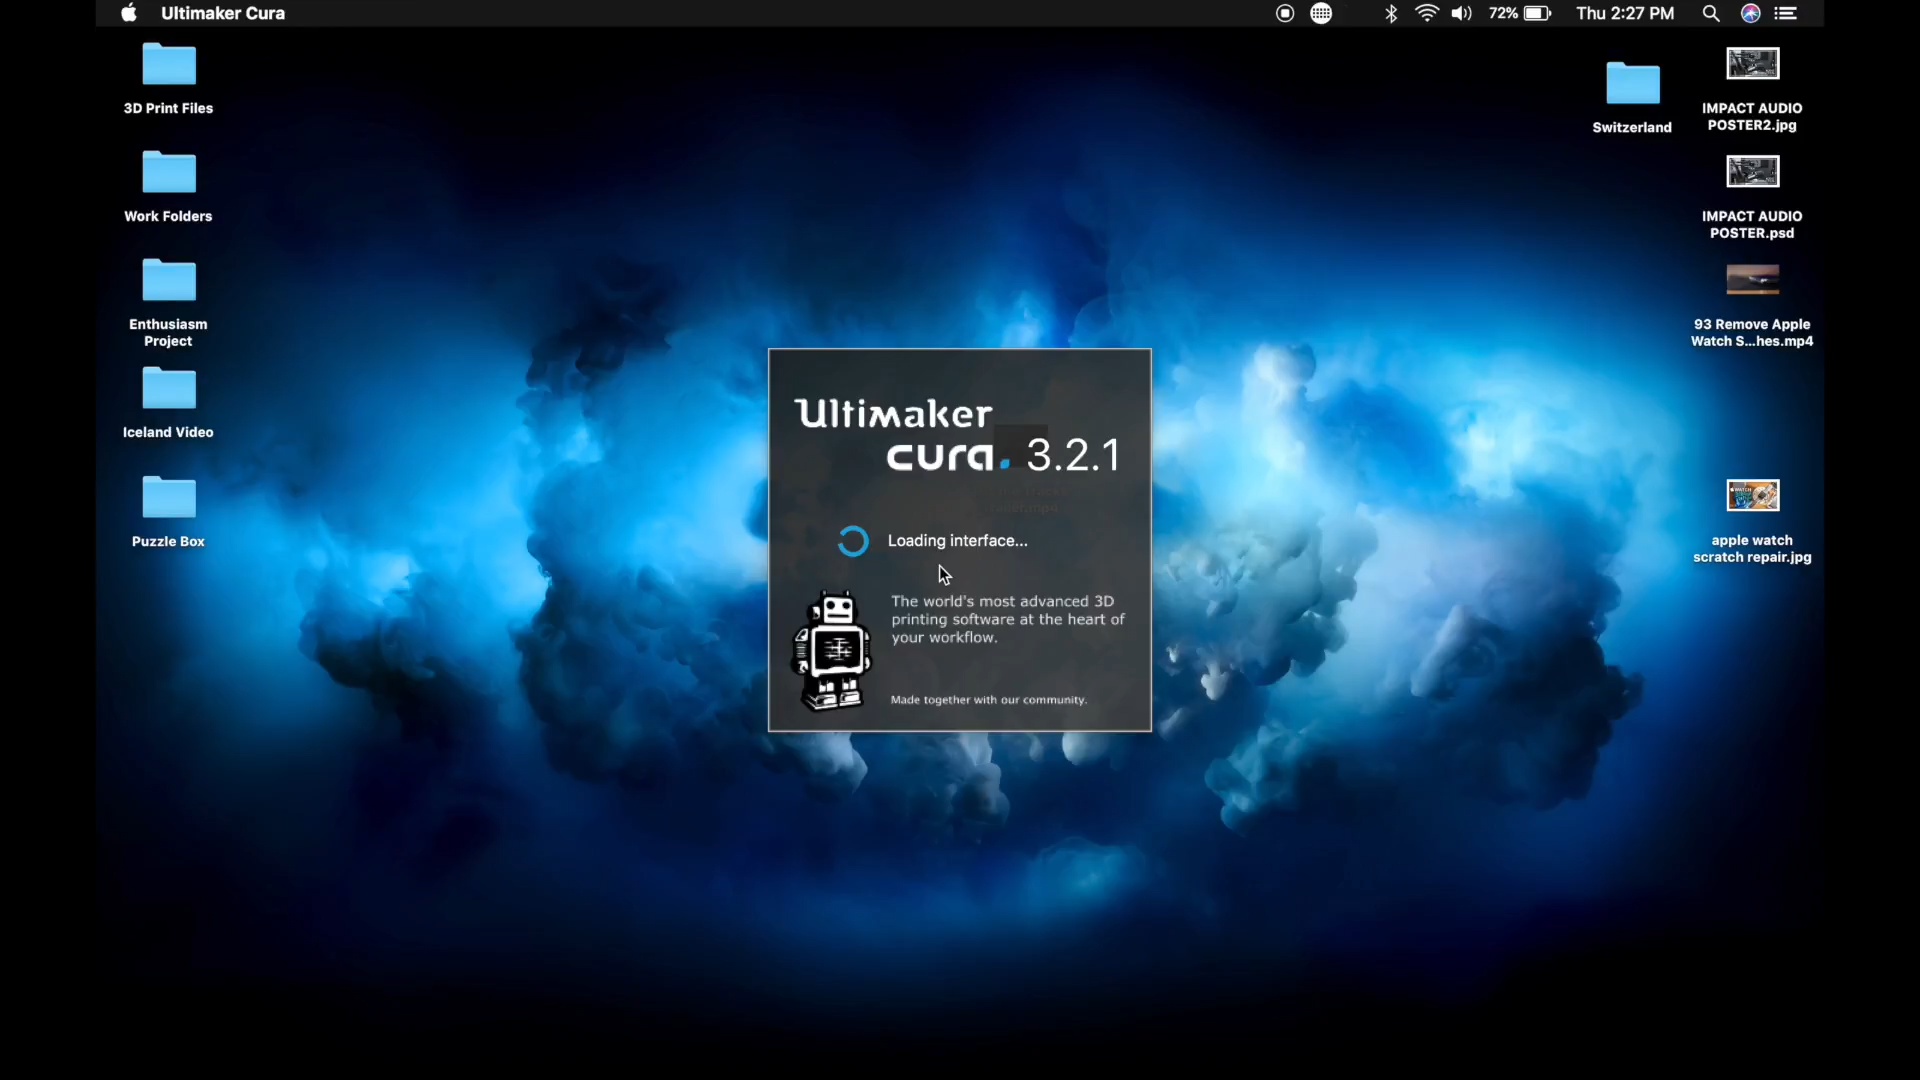 Ultimaker Cura
72%
Thu 2:27 PM
3D Print Files
Work Folders
Enthusiasm
Project
Iceland Video
Puzzle Box
Switzerland
IMPACT AUDIO
POSTER2.jpg
IMPACT AUDIO
POSTER.psd
93 Remove Apple
Watch S...hes.mp4
apple watch
scratch repair.jpg
Ultimaker
cura. 3.2.1
Loading interface...
The world's most advanced 3D
printing software at the heart of
your workflow.
Made together with our community.